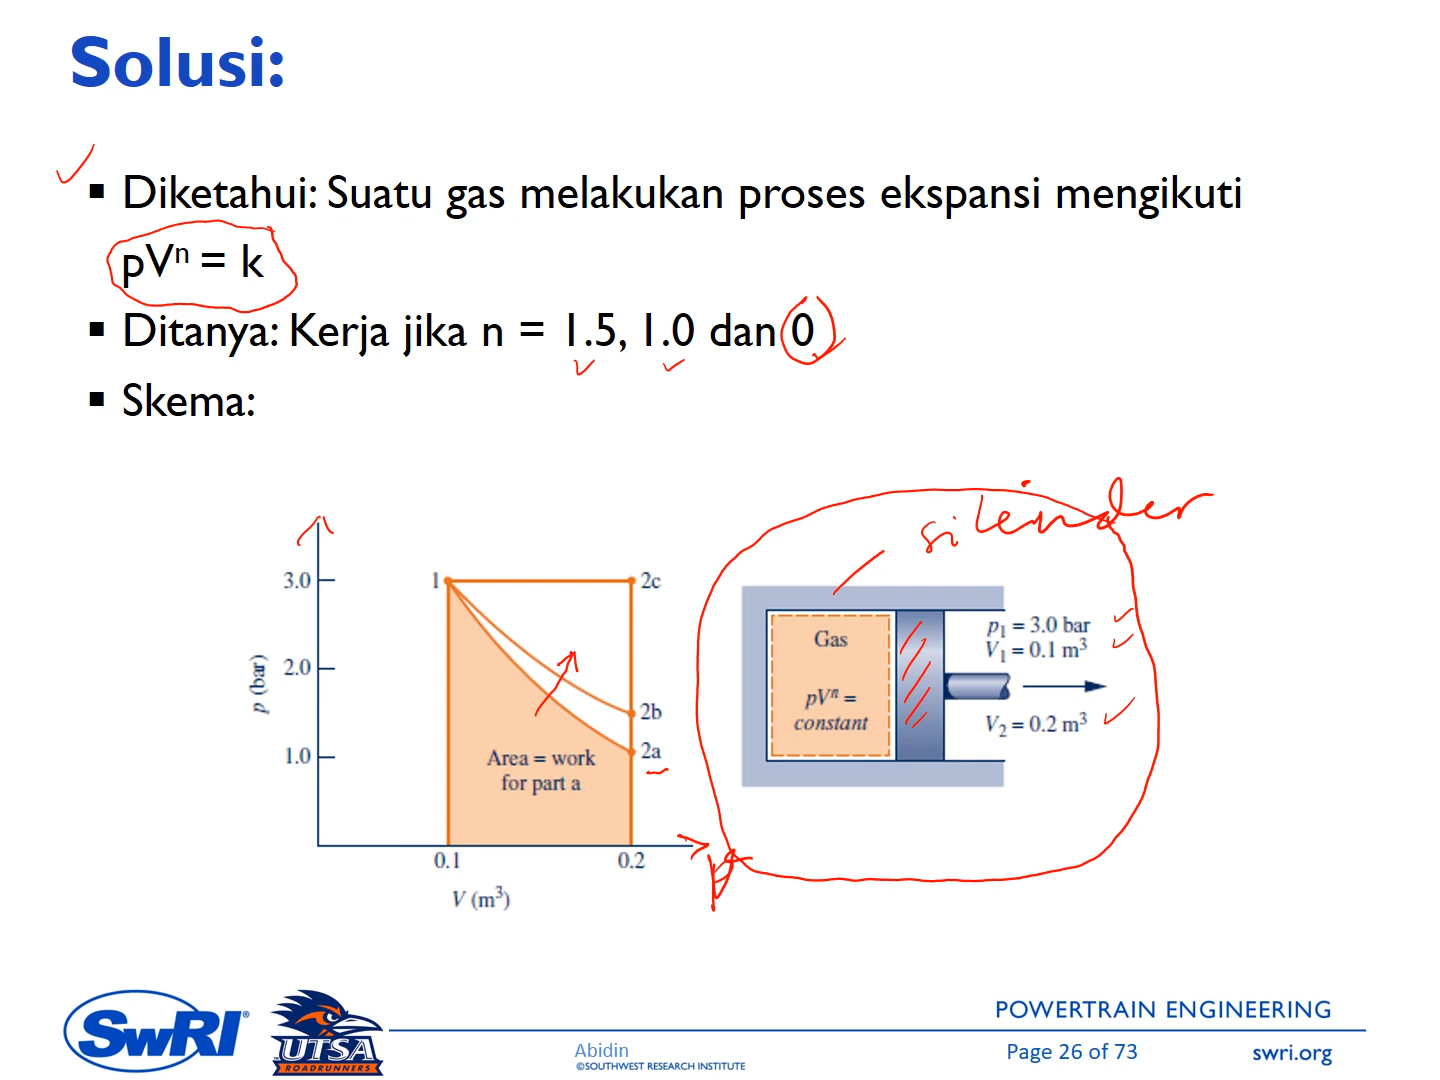 Solusi:
▪ Diketahui: Suatu gas melakukan proses ekspansi mengikuti
pVⁿ = k
▪ Ditanya: Kerja jika n = 1.5, 1.0 dan 0
▪ Skema:
silinder
3.0
1
2c
2.0
2b
1.0
2a
p (bar)
Area = work
for part a
0.1
0.2
V (m³)
Gas
pVⁿ =
constant
p₁ = 3.0 bar
V₁ = 0.1 m³
V₂ = 0.2 m³
SwRI®
UTSA
ROADRUNNERS
POWERTRAIN ENGINEERING
Abidin
©SOUTHWEST RESEARCH INSTITUTE
Page 26 of 73
swri.org